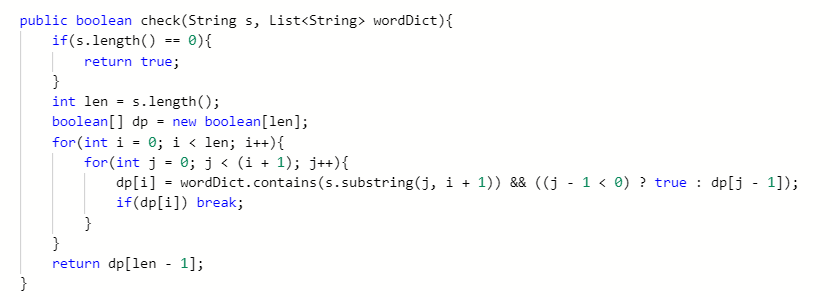 public boolean check(String s, List<String> wordDict){
    if(s.length() == 0){
        return true;
    }
    int len = s.length();
    boolean[] dp = new boolean[len];
    for(int i = 0; i < len; i++){
        for(int j = 0; j < (i + 1); j++){
            dp[i] = wordDict.contains(s.substring(j, i + 1)) && ((j - 1 < 0) ? true : dp[j - 1]);
            if(dp[i]) break;
        }
    }
    return dp[len - 1];
}